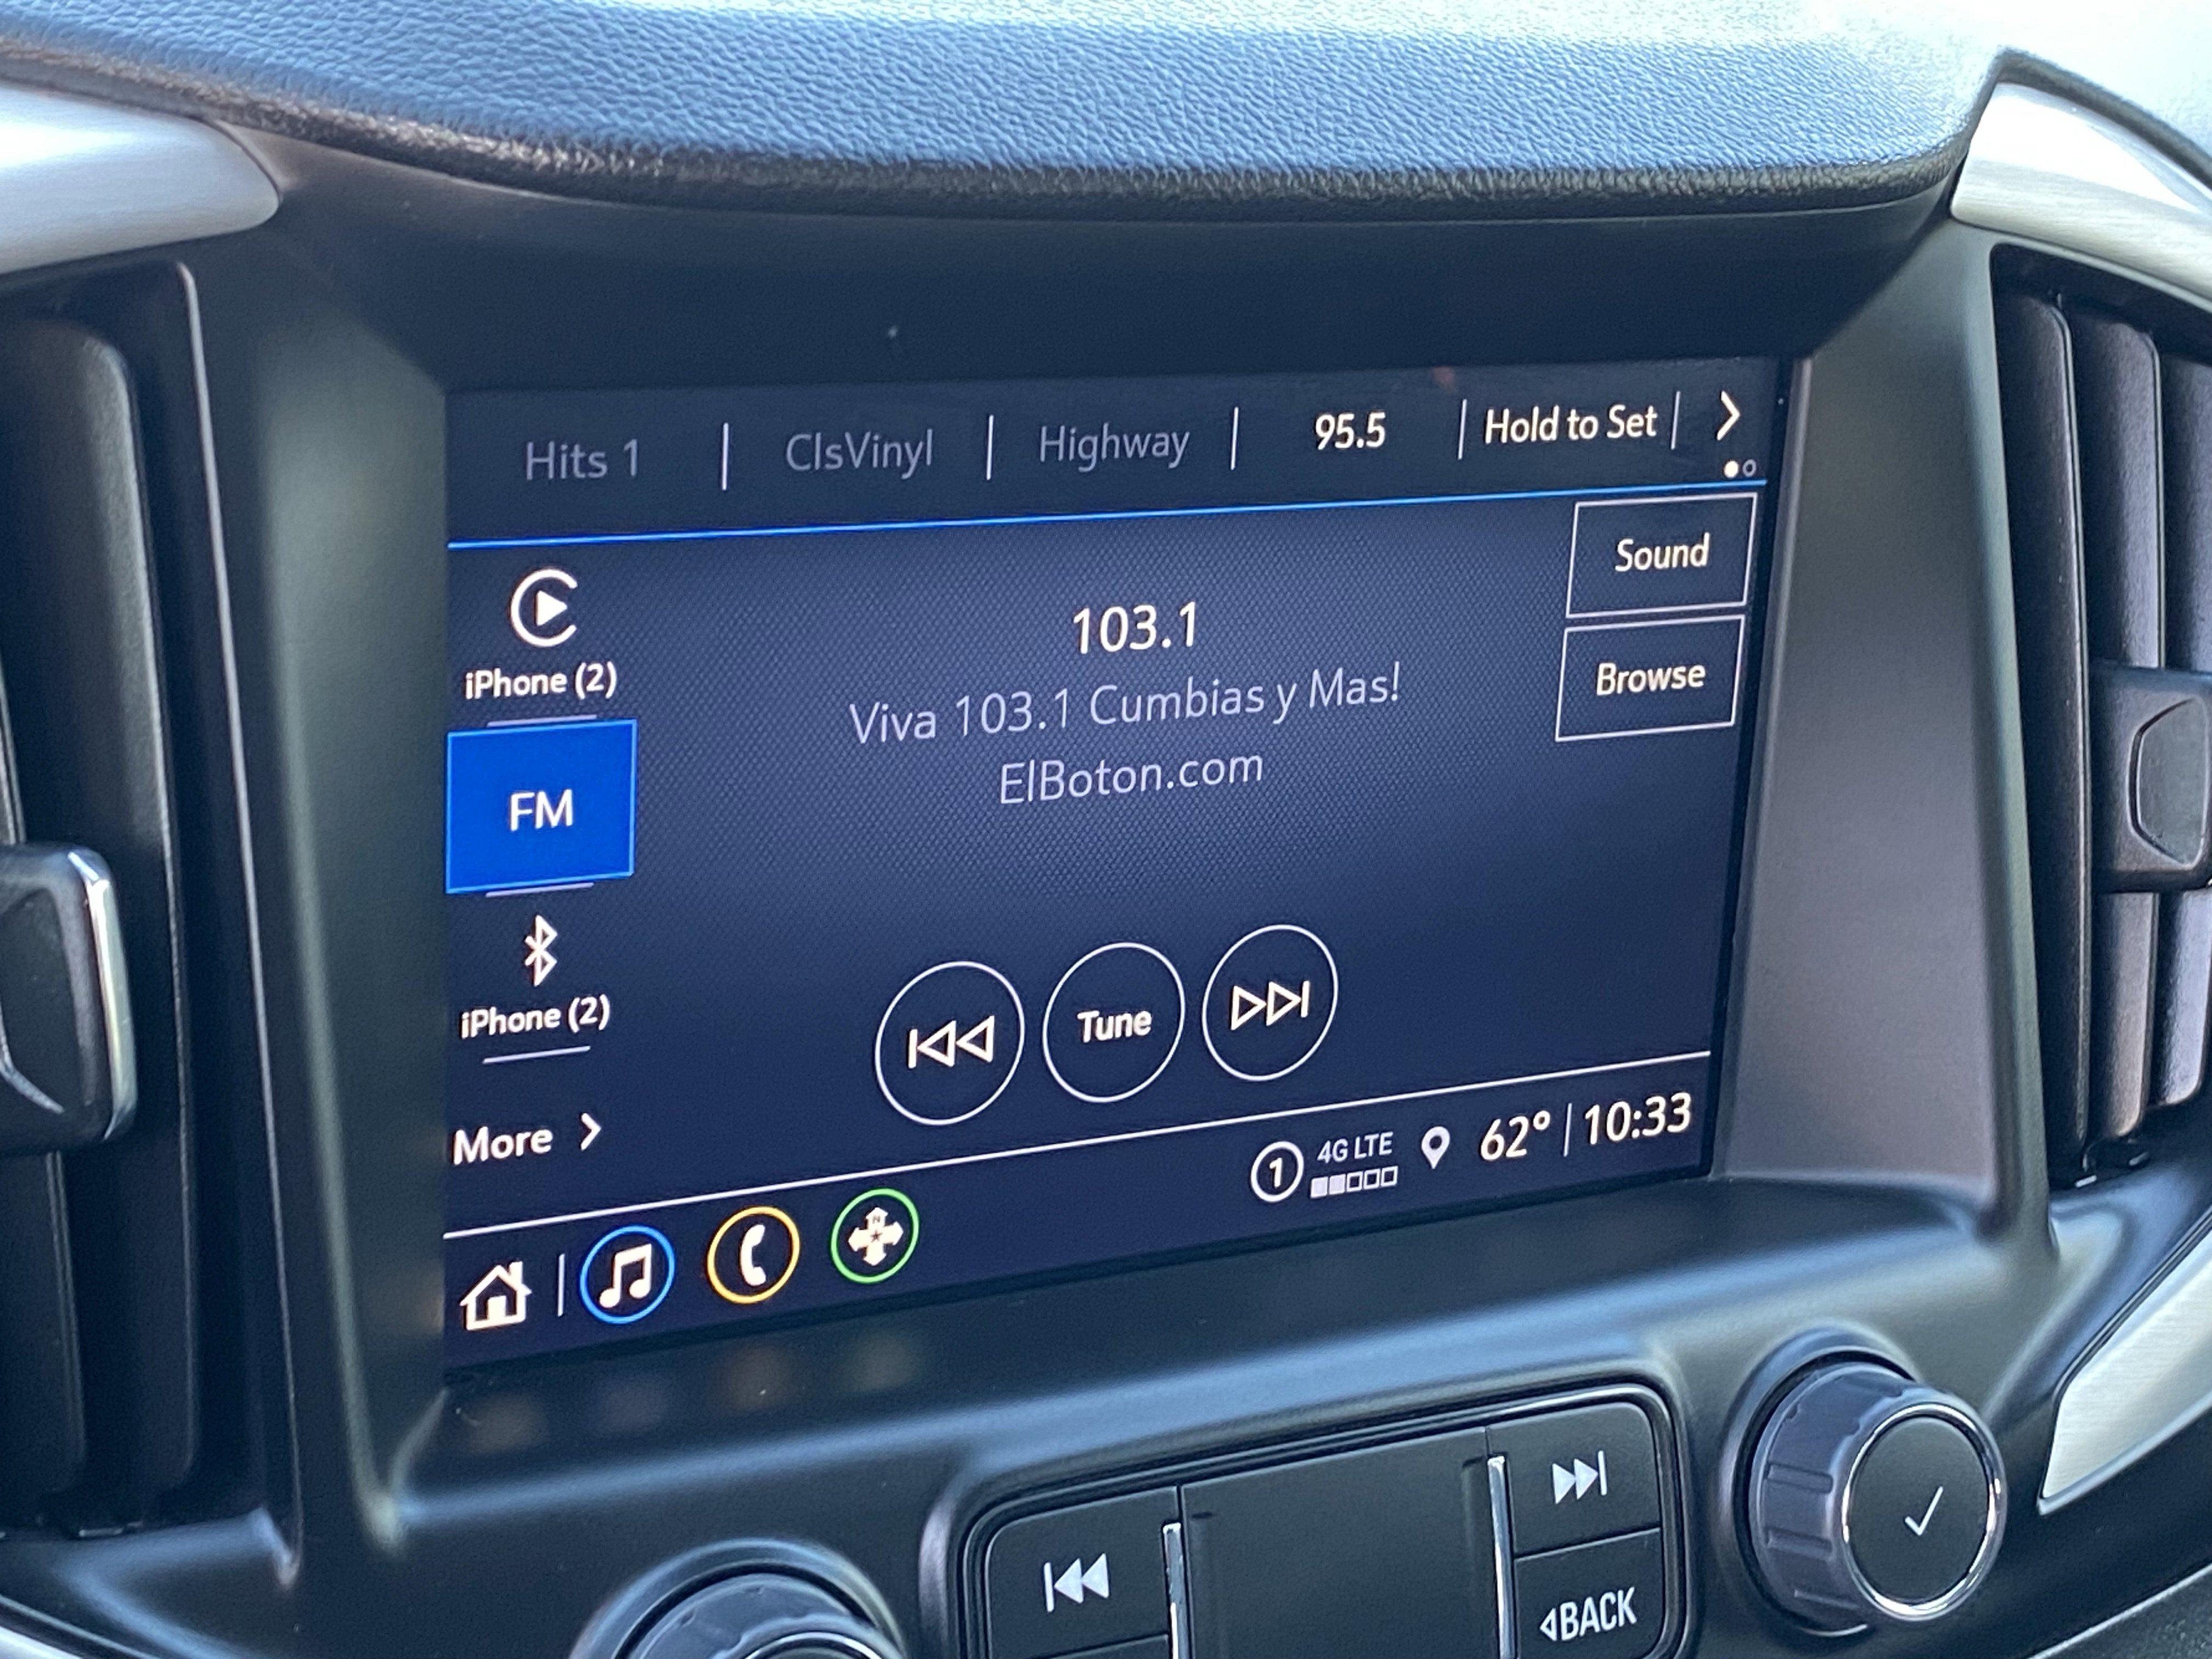 Hits 1 | ClsVinyl | Highway | 95.5 | Hold to Set |
Sound
iPhone (2)
103.1
Viva 103.1 Cumbias y Mas!
ElBoton.com
Browse
FM
iPhone (2)
Tune
More
1 4G LTE 62° | 10:33
N
BACK